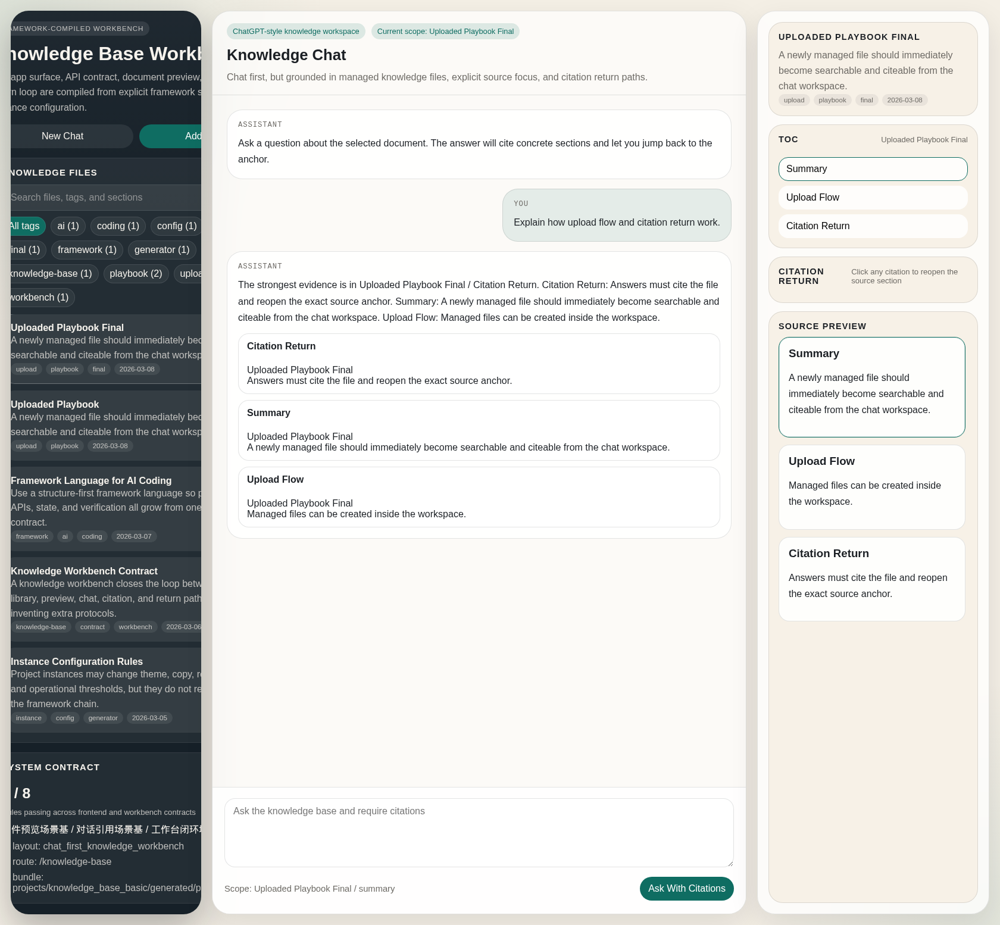 AMEWORK-COMPILED WORKBENCH
nowledge Base Workb
app surface, API contract, document preview,
rn loop are compiled from explicit framework s
ance configuration.
New Chat
Add
NOWLEDGE FILES
Search files, tags, and sections
All tags
ai (1)
coding (1)
config (1)
inal (1)
framework (1)
generator (1)
knowledge-base (1)
playbook (2)
uploa
workbench (1)
Uploaded Playbook Final
A newly managed file should immediately bec
searchable and citeable from the chat worksp
upload
playbook
final
2026-03-08
Uploaded Playbook
A newly managed file should immediately bec
searchable and citeable from the chat worksp
upload
playbook
2026-03-08
Framework Language for AI Coding
Use a structure-first framework language so p
APIs, state, and verification all grow from one
contract.
framework
ai
coding
2026-03-07
Knowledge Workbench Contract
A knowledge workbench closes the loop betw
library, preview, chat, citation, and return path
inventing extra protocols.
knowledge-base
contract
workbench
2026-03-06
Instance Configuration Rules
Project instances may change theme, copy, re
and operational thresholds, but they do not re
the framework chain.
instance
config
generator
2026-03-05
YSTEM CONTRACT
/ 8
ules passing across frontend and workbench contracts
件预览场景基 / 对话引用场景基 / 工作台闭环场
layout: chat_first_knowledge_workbench
route: /knowledge-base
bundle:
projects/knowledge_base_basic/generated/p
ChatGPT-style knowledge workspace
Current scope: Uploaded Playbook Final
Knowledge Chat
Chat first, but grounded in managed knowledge files, explicit source focus, and citation return paths.
ASSISTANT
Ask a question about the selected document. The answer will cite concrete sections and let you jump back to the
anchor.
YOU
Explain how upload flow and citation return work.
ASSISTANT
The strongest evidence is in Uploaded Playbook Final / Citation Return. Citation Return: Answers must cite the file
and reopen the exact source anchor. Summary: A newly managed file should immediately become searchable and
citeable from the chat workspace. Upload Flow: Managed files can be created inside the workspace.
Citation Return
Uploaded Playbook Final
Answers must cite the file and reopen the exact source anchor.
Summary
Uploaded Playbook Final
A newly managed file should immediately become searchable and citeable from the chat workspace.
Upload Flow
Uploaded Playbook Final
Managed files can be created inside the workspace.
Ask the knowledge base and require citations
Scope: Uploaded Playbook Final / summary
Ask With Citations
UPLOADED PLAYBOOK FINAL
A newly managed file should immediately
become searchable and citeable from the
chat workspace.
upload
playbook
final
2026-03-08
TOC
Uploaded Playbook Final
Summary
Upload Flow
Citation Return
CITATION
RETURN
Click any citation to reopen the
source section
SOURCE PREVIEW
Summary
A newly managed file should
immediately become searchable and
citeable from the chat workspace.
Upload Flow
Managed files can be created inside
the workspace.
Citation Return
Answers must cite the file and reopen
the exact source anchor.